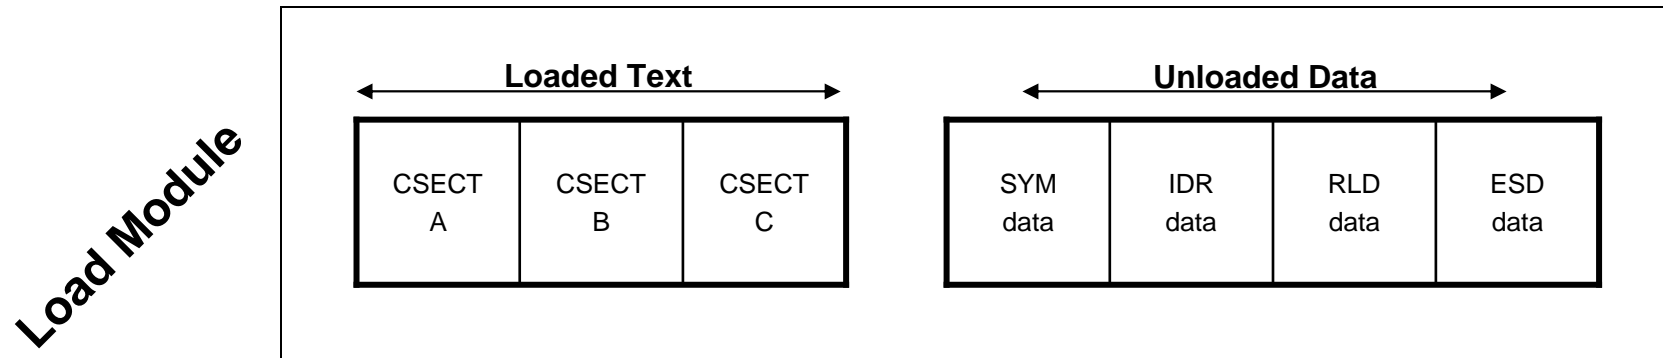 Load Module
Loaded Text
CSECT
A
CSECT
B
CSECT
C
Unloaded Data
SYM
data
IDR
data
RLD
data
ESD
data